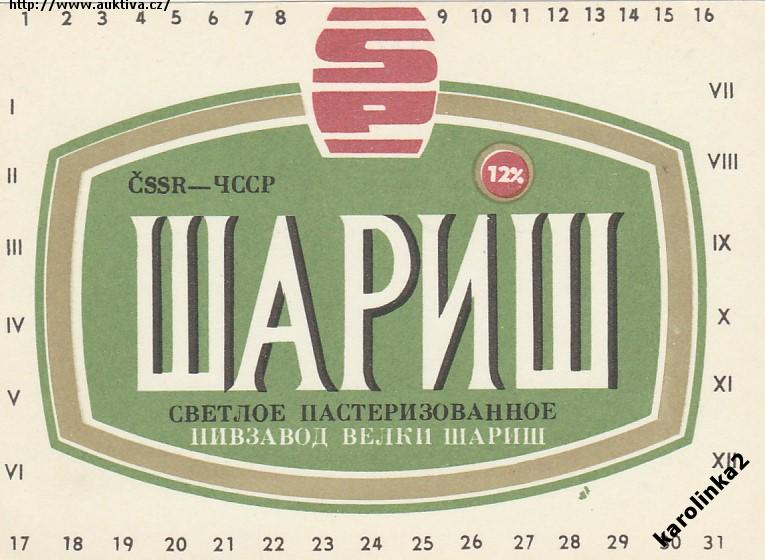 http://www.auktiva.cz/
1 2 3 4 5 6 7 8 9 10 11 12 13 14 15 16
SP
I VII
II VIII
12%
ČSSR—ЧССР
ШАРИШ
III IX
IV X
V XI
СВЕТЛОЕ ПАСТЕРИЗОВАННОЕ
ПИВЗАВОД ВЕЛКИ ШАРИШ
VI XII
17 18 19 20 21 22 23 24 25 26 27 28 29 30 31
karolinka2